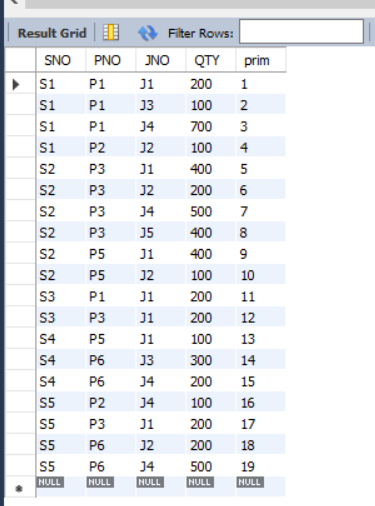 Result Grid Filter Rows:
SNO PNO JNO QTY prim
S1 P1 J1 200 1
S1 P1 J3 100 2
S1 P1 J4 700 3
S1 P2 J2 100 4
S2 P3 J1 400 5
S2 P3 J2 200 6
S2 P3 J4 500 7
S2 P3 J5 400 8
S2 P5 J1 400 9
S2 P5 J2 100 10
S3 P1 J1 200 11
S3 P3 J1 200 12
S4 P5 J1 100 13
S4 P6 J3 300 14
S4 P6 J4 200 15
S5 P2 J4 100 16
S5 P3 J1 200 17
S5 P6 J2 200 18
S5 P6 J4 500 19
NULL NULL NULL NULL NULL